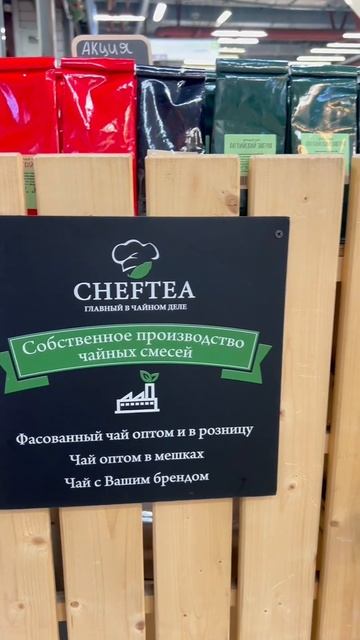 АКЦИЯ
CHEFTEA
ГЛАВНЫЙ В ЧАЙНОМ ДЕЛЕ
Собственное производство
чайных смесей
Фасованный чай оптом и в розницу
Чай оптом в мешках
Чай с Вашим брендом